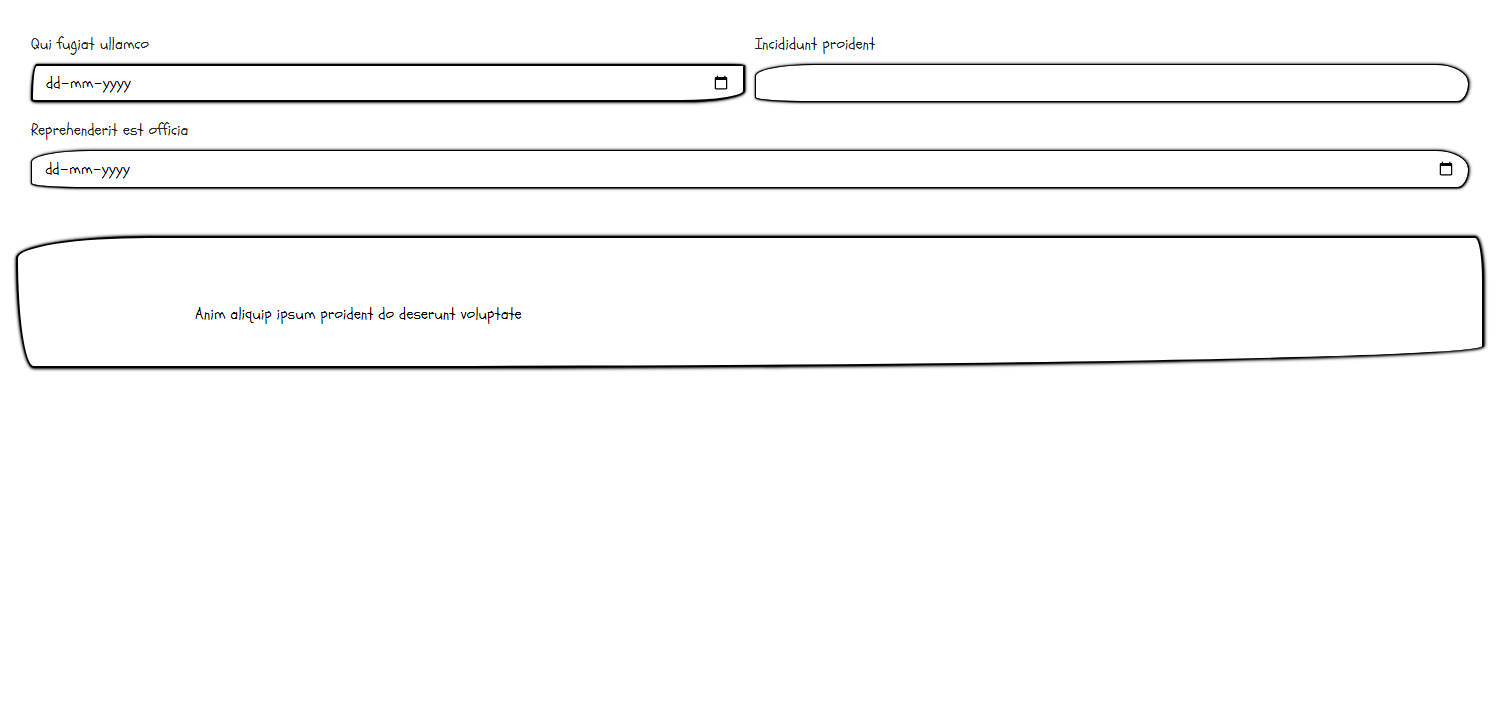 Qui fugiat ullamco
Incididunt proident
dd-mm-yyyy
Reprehenderit est officia
dd-mm-yyyy
Anim aliquip ipsum proident do deserunt voluptate